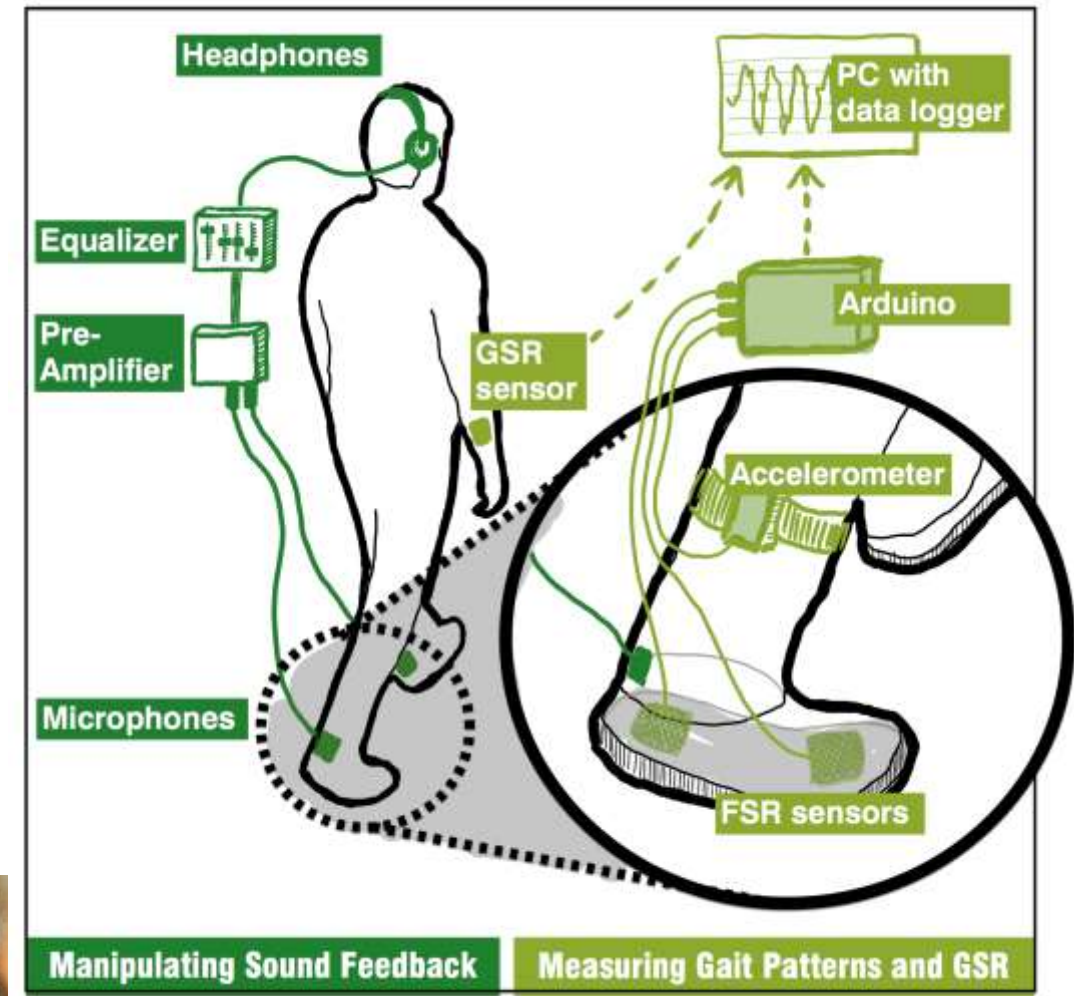 Headphones
PC with
data logger
Equalizer
Arduino
Pre-
Amplifier
GSR
sensor
Accelerometer
Microphones
FSR sensors
Manipulating Sound Feedback
Measuring Gait Patterns and GSR